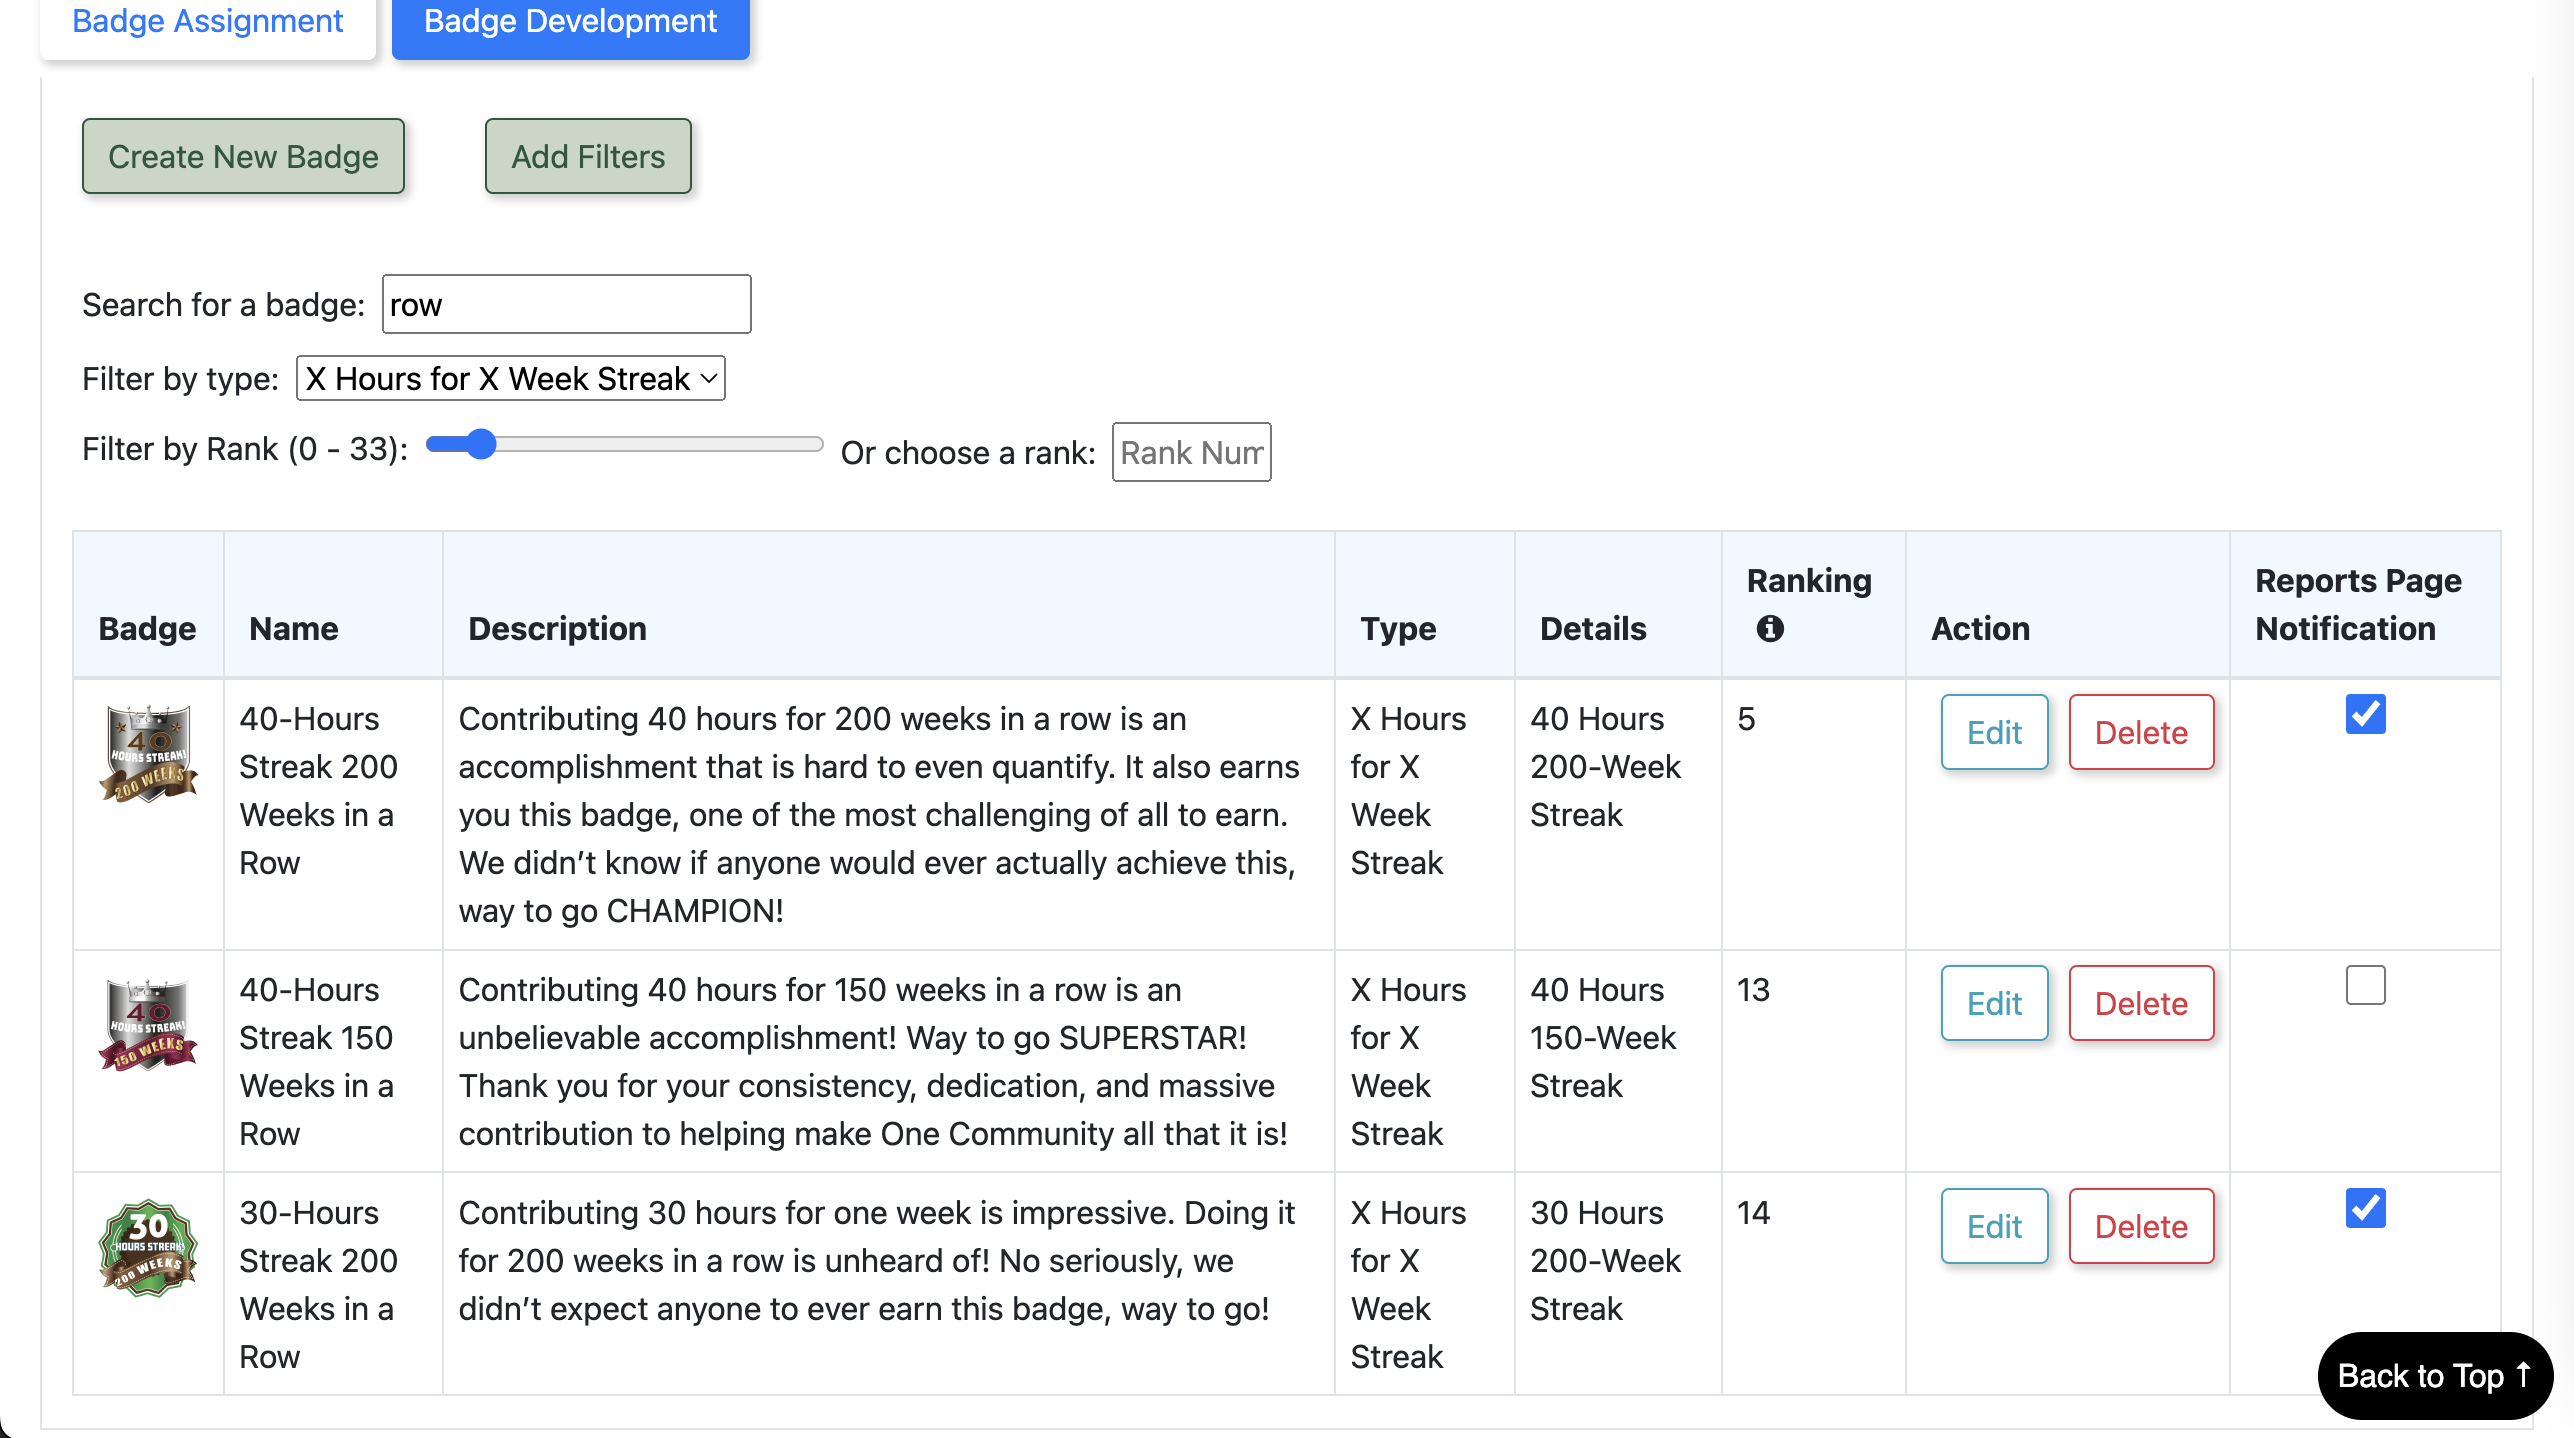 Badge Assignment
Badge Development
Create New Badge
Add Filters
Search for a badge: row
Filter by type: X Hours for X Week Streak
Filter by Rank (0 - 33):
Or choose a rank: Rank Num
Badge
Name
Description
Type
Details
Ranking
Action
Reports Page
Notification
40
HOURS STREAK!
200 WEEKS
40-Hours
Streak 200
Weeks in a
Row
Contributing 40 hours for 200 weeks in a row is an
accomplishment that is hard to even quantify. It also earns
you this badge, one of the most challenging of all to earn.
We didn’t know if anyone would ever actually achieve this,
way to go CHAMPION!
X Hours
for X
Week
Streak
40 Hours
200-Week
Streak
5
Edit
Delete
40
HOURS STREAK!
150 WEEKS
40-Hours
Streak 150
Weeks in a
Row
Contributing 40 hours for 150 weeks in a row is an
unbelievable accomplishment! Way to go SUPERSTAR!
Thank you for your consistency, dedication, and massive
contribution to helping make One Community all that it is!
X Hours
for X
Week
Streak
40 Hours
150-Week
Streak
13
Edit
Delete
30
HOURS STREAK!
200 WEEKS
30-Hours
Streak 200
Weeks in a
Row
Contributing 30 hours for one week is impressive. Doing it
for 200 weeks in a row is unheard of! No seriously, we
didn’t expect anyone to ever earn this badge, way to go!
X Hours
for X
Week
Streak
30 Hours
200-Week
Streak
14
Edit
Delete
Back to Top ↑